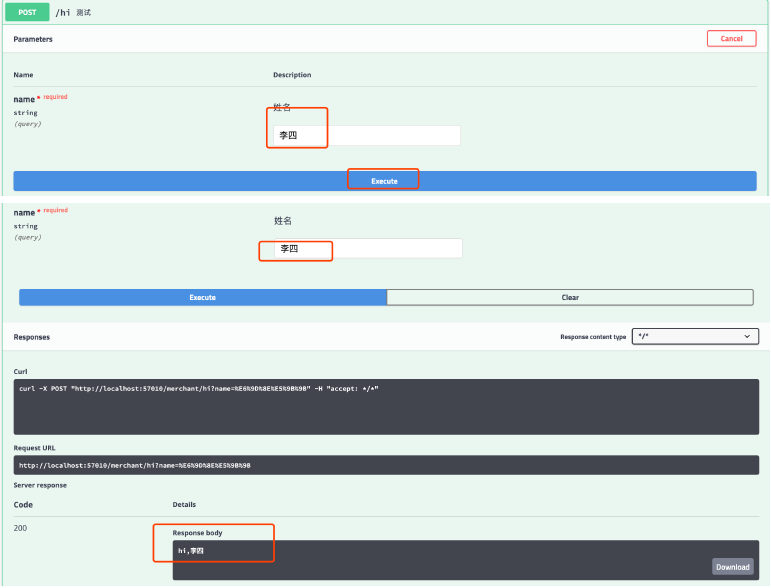 POST /hi 测试
Parameters Cancel
Name Description
name * required
string
(query)
姓名
李四
Execute
name * required
string
(query)
姓名
李四
Execute Clear
Responses Response content type */*
Curl
curl -X POST "http://localhost:57010/merchant/hi?name=%E6%9D%8E%E5%9B%9B" -H "accept: */*"
Request URL
http://localhost:57010/merchant/hi?name=%E6%9D%8E%E5%9B%9B
Server response
Code Details
200
Response body
hi,李四
Download